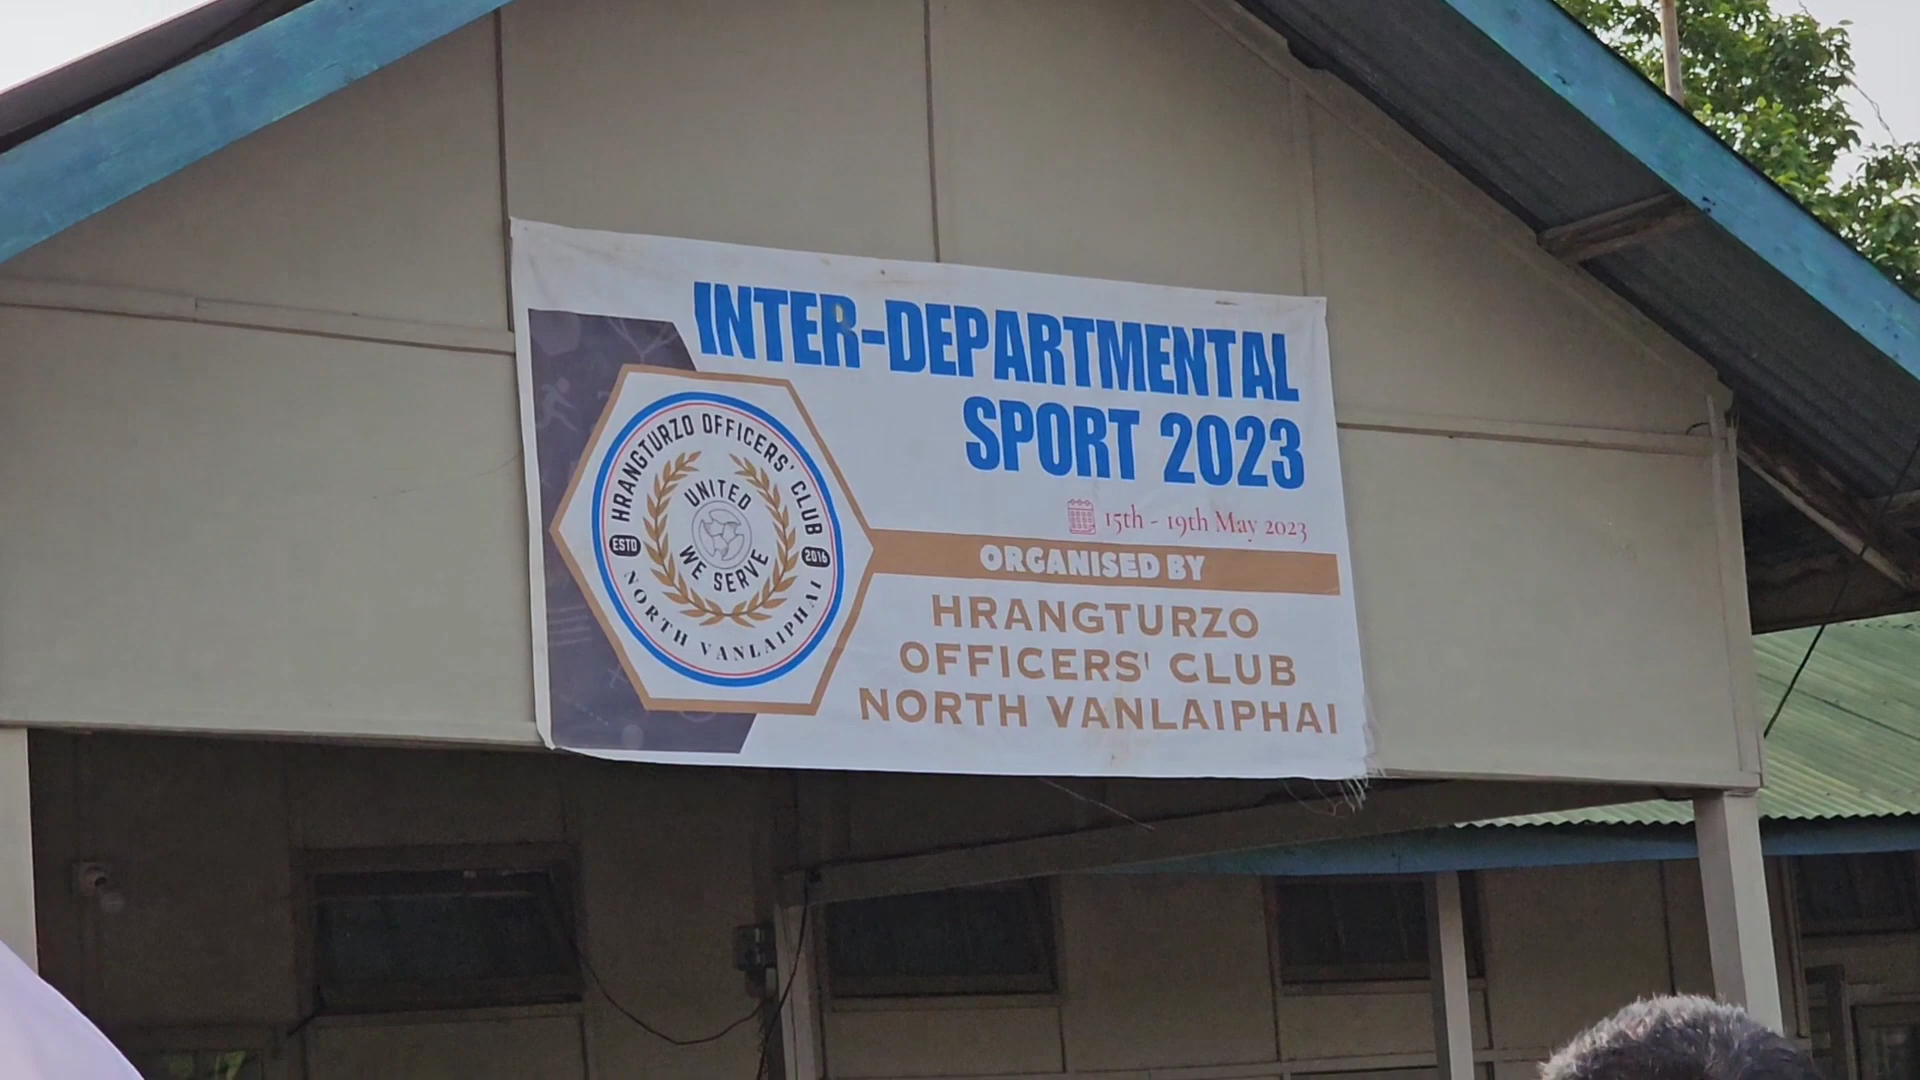 INTER-DEPARTMENTAL
SPORT 2023
15th - 19th May 2023
ORGANISED BY
HRANGTURZO
OFFICERS' CLUB
NORTH VANLAIPHAI
HRANGTURZO OFFICERS' CLUB
UNITED
WE SERVE
ESTD
2016
NORTH VANLAIPHAI